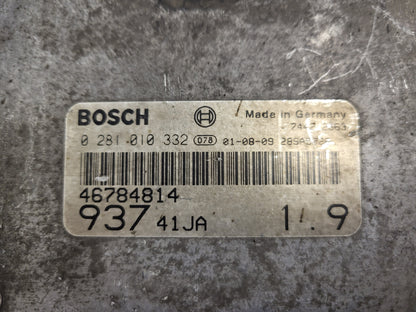 BOSCH
Made in Germany
0 281 010 332 078 01-08-09
46784814
937 41JA 1.9